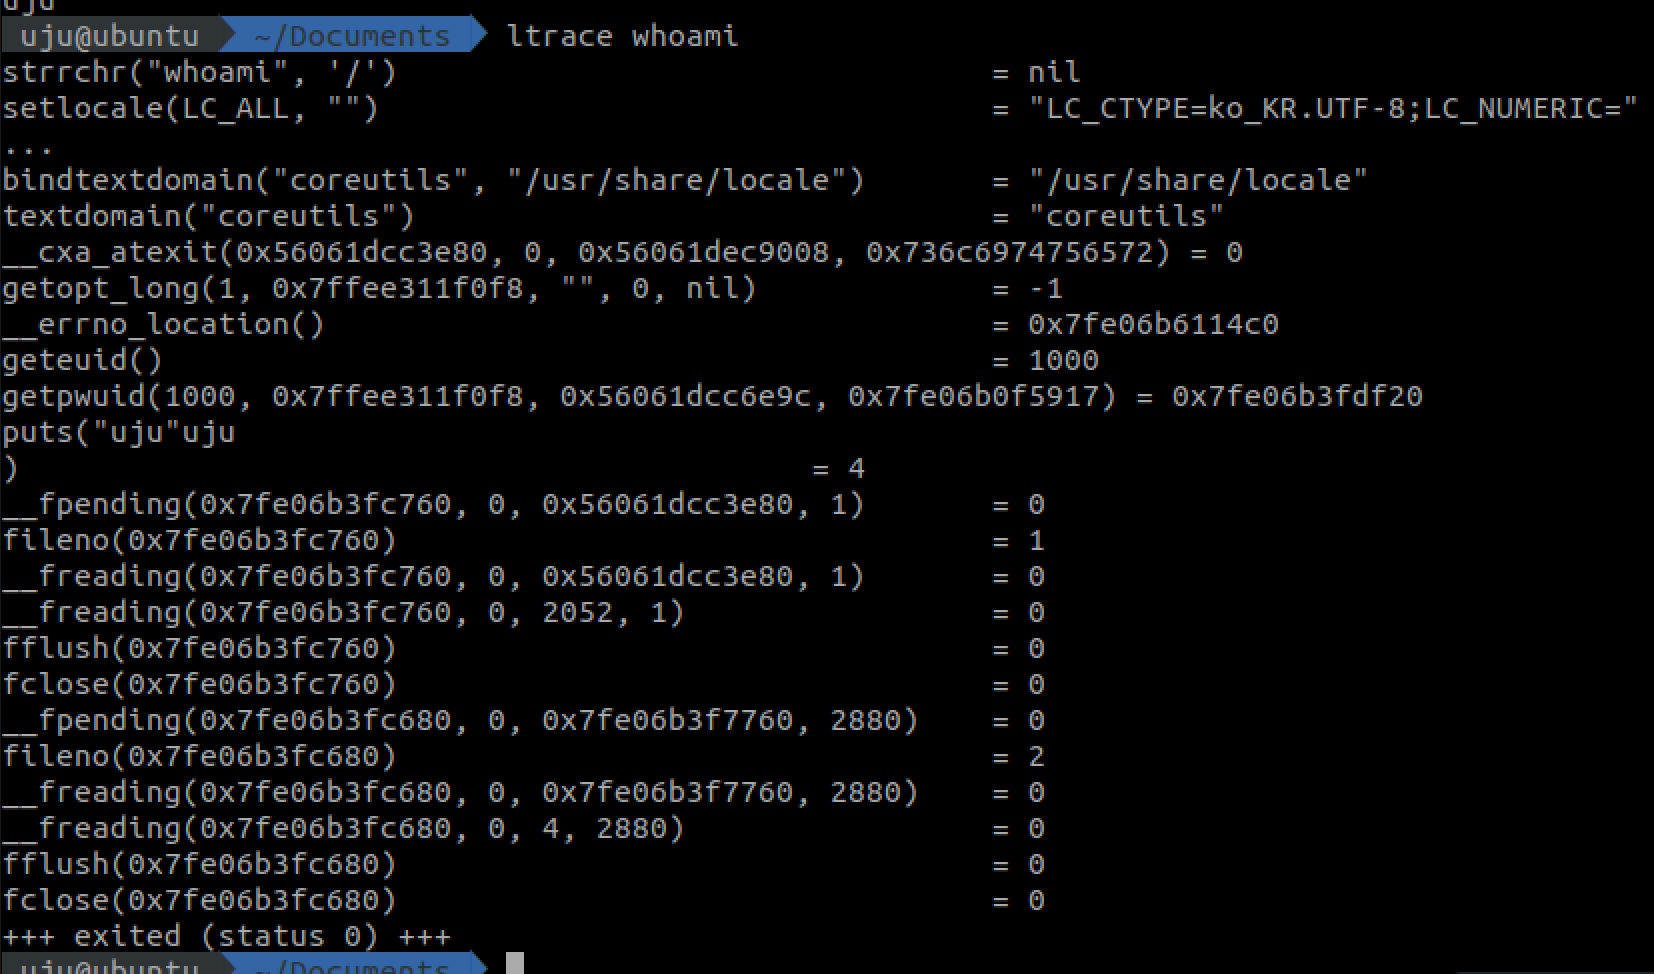 uju
uju@ubuntu ~/Documents ltrace whoami
strrchr("whoami", '/') = nil
setlocale(LC_ALL, "") = "LC_CTYPE=ko_KR.UTF-8;LC_NUMERIC="
...
bindtextdomain("coreutils", "/usr/share/locale") = "/usr/share/locale"
textdomain("coreutils") = "coreutils"
__cxa_atexit(0x56061dcc3e80, 0, 0x56061dec9008, 0x736c6974756572) = 0
getopt_long(1, 0x7ffee311f0f8, "", 0, nil) = -1
__errno_location() = 0x7fe06b6114c0
geteuid() = 1000
getpwuid(1000, 0x7ffee311f0f8, 0x56061dcc6e9c, 0x7fe06b0f5917) = 0x7fe06b3fdf20
puts("uju"uju
) = 4
__fpending(0x7fe06b3fc760, 0, 0x56061dcc3e80, 1) = 0
fileno(0x7fe06b3fc760) = 1
__freading(0x7fe06b3fc760, 0, 0x56061dcc3e80, 1) = 0
__freading(0x7fe06b3fc760, 0, 2052, 1) = 0
fflush(0x7fe06b3fc760) = 0
fclose(0x7fe06b3fc760) = 0
__fpending(0x7fe06b3fc680, 0, 0x7fe06b3f7760, 2880) = 0
fileno(0x7fe06b3fc680) = 2
__freading(0x7fe06b3fc680, 0, 0x7fe06b3f7760, 2880) = 0
__freading(0x7fe06b3fc680, 0, 4, 2880) = 0
fflush(0x7fe06b3fc680) = 0
fclose(0x7fe06b3fc680) = 0
+++ exited (status 0) +++
uju@ubuntu ~/Documents